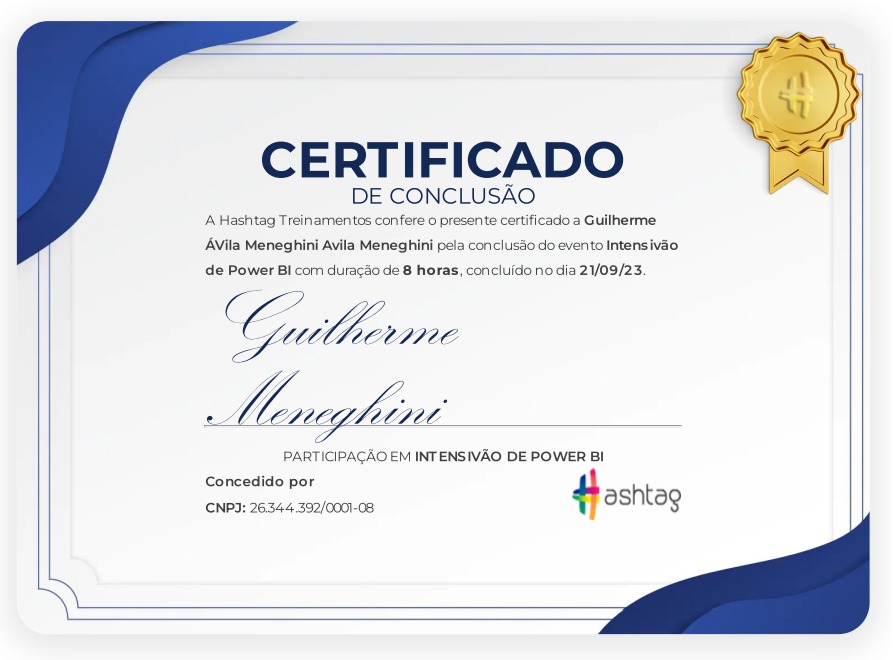 CERTIFICADO
DE CONCLUSÃO
A Hashtag Treinamentos confere o presente certificado a Guilherme
ÁVila Meneghini Avila Meneghini pela conclusão do evento Intensivão
de Power BI com duração de 8 horas, concluído no dia 21/09/23.
Guilherme
Meneghini
PARTICIPAÇÃO EM INTENSIVÃO DE POWER BI
Concedido por
CNPJ: 26.344.392/0001-08
Hashtag